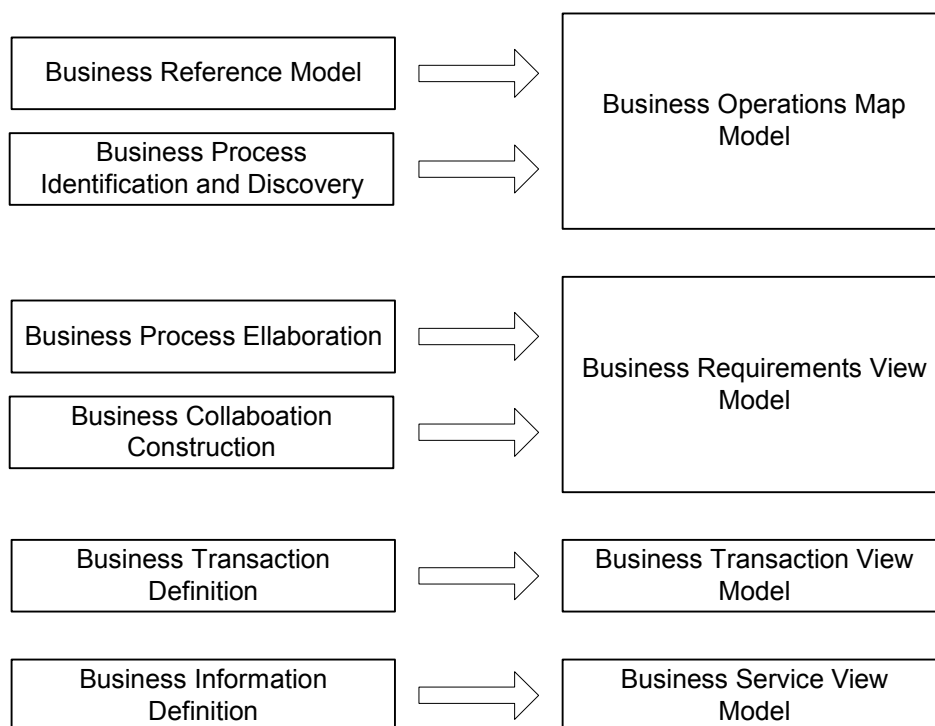 Business Reference Model
Business Operations Map
Model
Business Process
Identification and Discovery
Business Process Ellaboration
Business Requirements View
Model
Business Collaboation
Construction
Business Transaction
Definition
Business Transaction View
Model
Business Information
Definition
Business Service View
Model